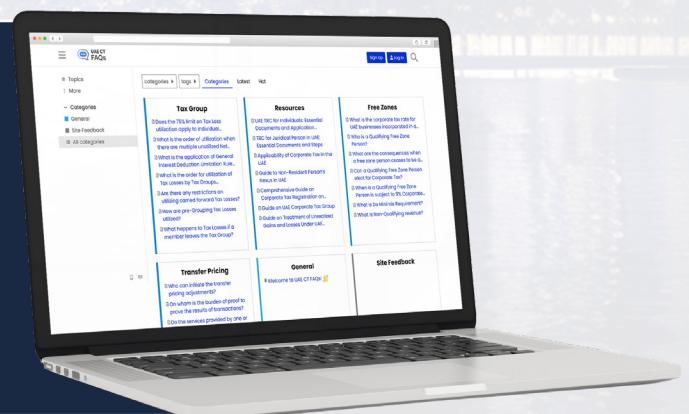 UAE CT
FAQs
Sign Up
Log In
Topics
More
Categories
General
Site Feedback
All categories
categories
tags
Categories
Latest
Hot
Tax Group
Does the 75% limit on Tax Loss
utilization apply to individual...
What is the order of utilisation when
there are multiple unutilised Net...
What is the application of General
Interest Deduction Limitation Rule...
What is the order for utilization of
Tax Losses by Tax Groups...
Are there any restrictions on
utilizing carried forward Tax losses?
How are pre-Grouping Tax Losses
utilized?
What happens to Tax Losses if a
member leaves the Tax Group?
Resources
UAE TRC for Individuals: Essential
Documents and Application...
TRC for Juridical Person in UAE:
Essential Documents and Steps
Applicability of Corporate Tax in the
UAE
Guide to Non-Resident Person's
Nexus in UAE
Comprehensive Guide on
Corporate Tax Registration on...
Guide on UAE Corporate Tax Group
Guide on Treatment of Unrealized
Gains and Losses Under UAE...
Free Zones
What is the corporate tax rate for
UAE businesses incorporated in a...
Who is a Qualifying Free Zone
Person?
What are the consequences when
a free zone person ceases to be a...
Can a Qualifying Free Zone Person
elect for Corporate Tax?
When is a Qualifying Free Zone
Person is subject to 9% Corporate...
What is De Minimis Requirement?
What is Non-Qualifying revenue?
Transfer Pricing
Who can initiate the transfer
pricing adjustments?
On whom is the burden of proof to
prove the results of transactions?
Do the services provided by one or
General
Welcome to UAE CT FAQs!
Site Feedback